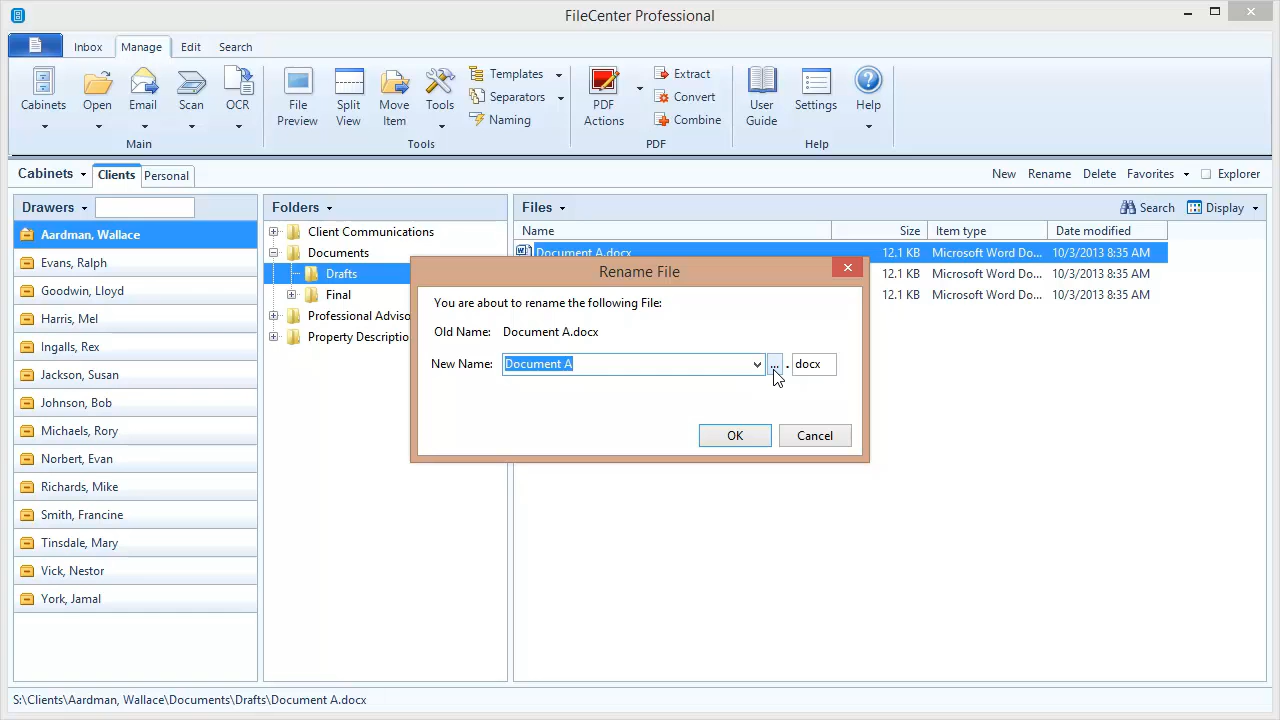 FileCenter Professional
Inbox Manage Edit Search
Cabinets Open Email Scan OCR
Main
File Preview Split View Move Item Tools
Templates
Separators
Naming
Tools
PDF Actions
Extract
Convert
Combine
PDF
User Guide Settings Help
Help
Cabinets Clients Personal
New Rename Delete Favorites Explorer
Drawers
Folders
Files
Search Display
Aardman, Wallace
Evans, Ralph
Goodwin, Lloyd
Harris, Mel
Ingalls, Rex
Jackson, Susan
Johnson, Bob
Michaels, Rory
Norbert, Evan
Richards, Mike
Smith, Francine
Tinsdale, Mary
Vick, Nestor
York, Jamal
Client Communications
Documents
Drafts
Final
Professional Adviso
Property Descriptio
Name Size Item type Date modified
Document A.docx 12.1 KB Microsoft Word Do... 10/3/2013 8:35 AM
12.1 KB Microsoft Word Do... 10/3/2013 8:35 AM
12.1 KB Microsoft Word Do... 10/3/2013 8:35 AM
Rename File
You are about to rename the following File:
Old Name: Document A.docx
New Name: Document A ... . docx
OK Cancel
S:\Clients\Aardman, Wallace\Documents\Drafts\Document A.docx